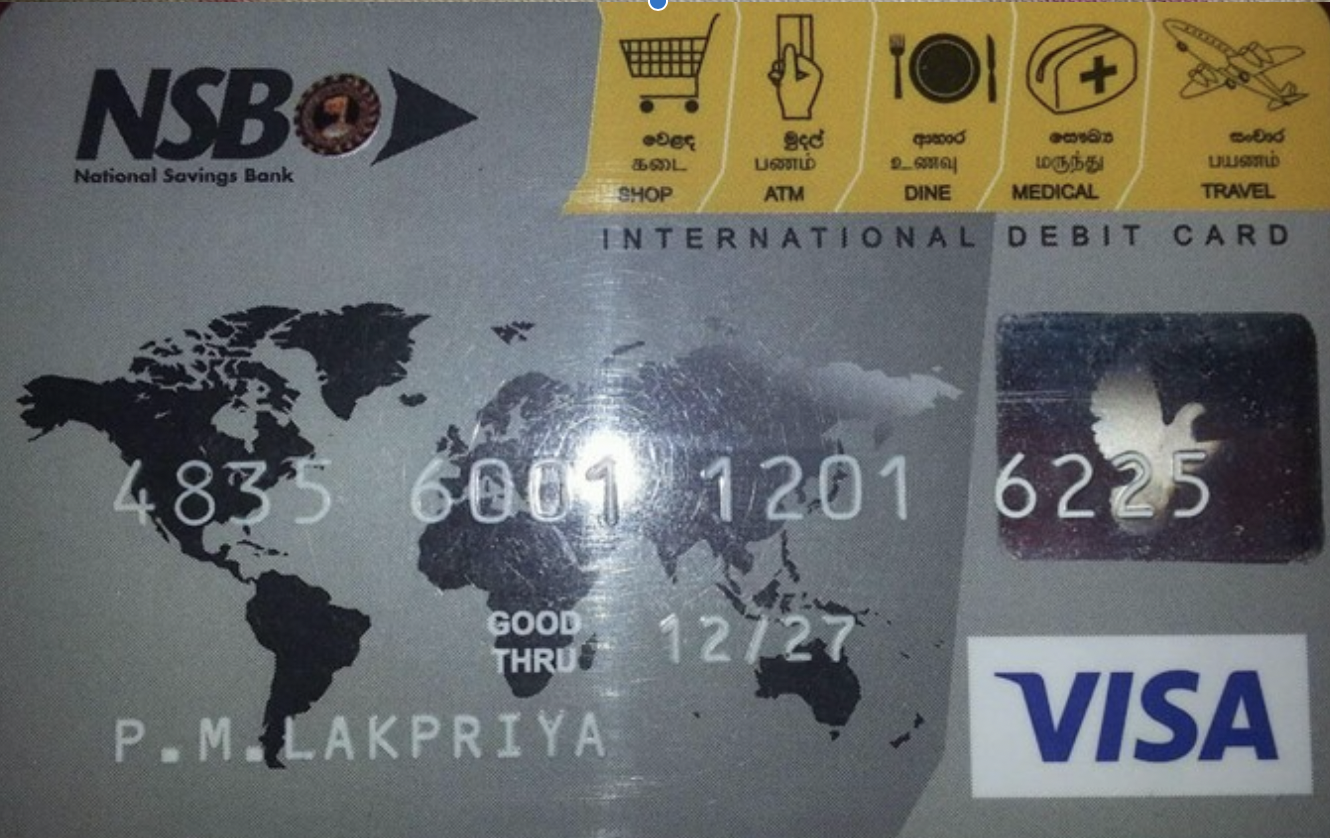 NSB
National Savings Bank
වෙළඳ මුදල් ආහාර සෞඛ්‍ය සංචාර
கடை பணம் உணவு மருந்து பயணம்
SHOP ATM DINE MEDICAL TRAVEL
INTERNATIONAL DEBIT CARD
4835 6001 1201 6225
GOOD
THRU 12/27
P.M.LAKPRIYA
VISA